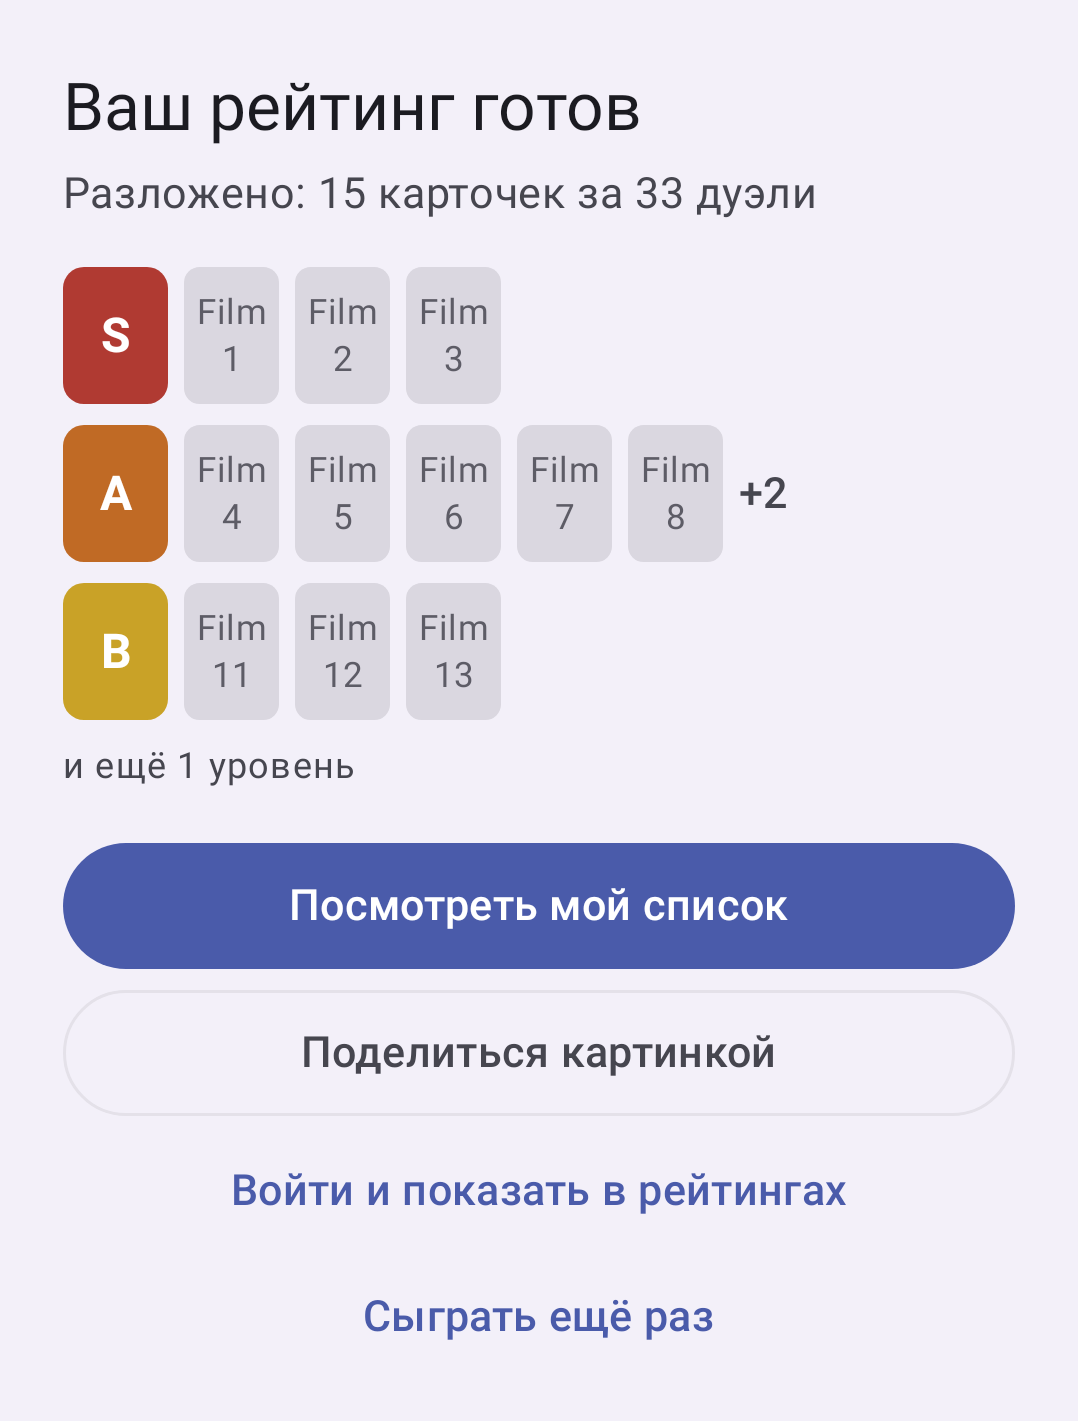 Ваш рейтинг готов
Разложено: 15 карточек за 33 дуэли
S
Film 1
Film 2
Film 3
A
Film 4
Film 5
Film 6
Film 7
Film 8
+2
B
Film 11
Film 12
Film 13
и ещё 1 уровень
Посмотреть мой список
Поделиться картинкой
Войти и показать в рейтингах
Сыграть ещё раз